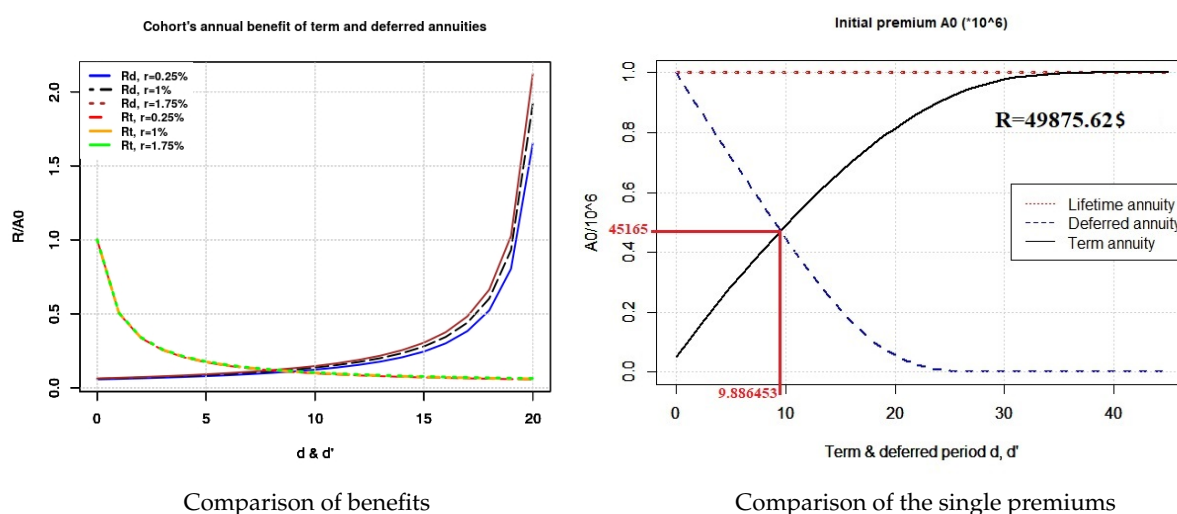 Cohort's annual benefit of term and deferred annuities
Rd, r=0.25%
Rd, r=1%
Rd, r=1.75%
Rt, r=0.25%
Rt, r=1%
Rt, r=1.75%
R/A0
0.0
0.5
1.0
1.5
2.0
0
5
10
15
20
d & d'
Comparison of benefits
Initial premium A0 (*10^6)
R=49875.62$
Lifetime annuity
Deferred annuity
Term annuity
A0/10^6
0.0
0.2
0.4
0.6
0.8
1.0
45165
9.886453
0
10
20
30
40
Term & deferred period d, d'
Comparison of the single premiums